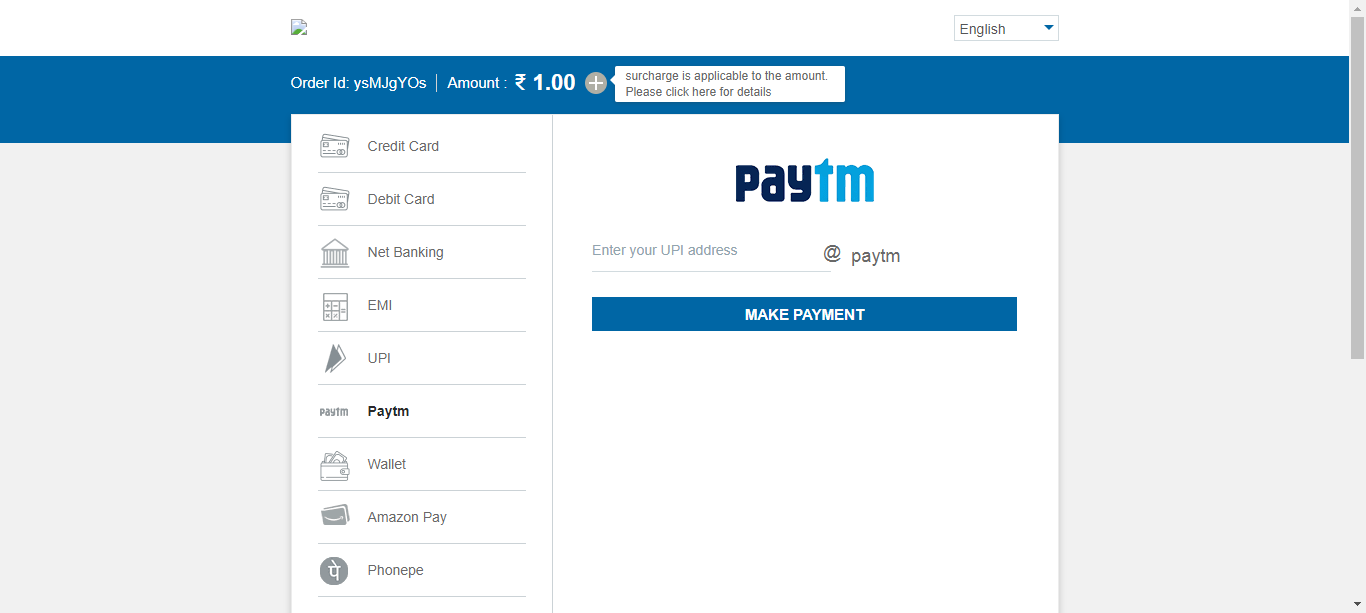 English
Order Id: ysMJgYOs
Amount : ₹ 1.00
surcharge is applicable to the amount.
Please click here for details
Credit Card
Debit Card
Net Banking
EMI
UPI
paytm
Paytm
Wallet
Amazon Pay
पे
Phonepe
paytm
Enter your UPI address
@ paytm
MAKE PAYMENT